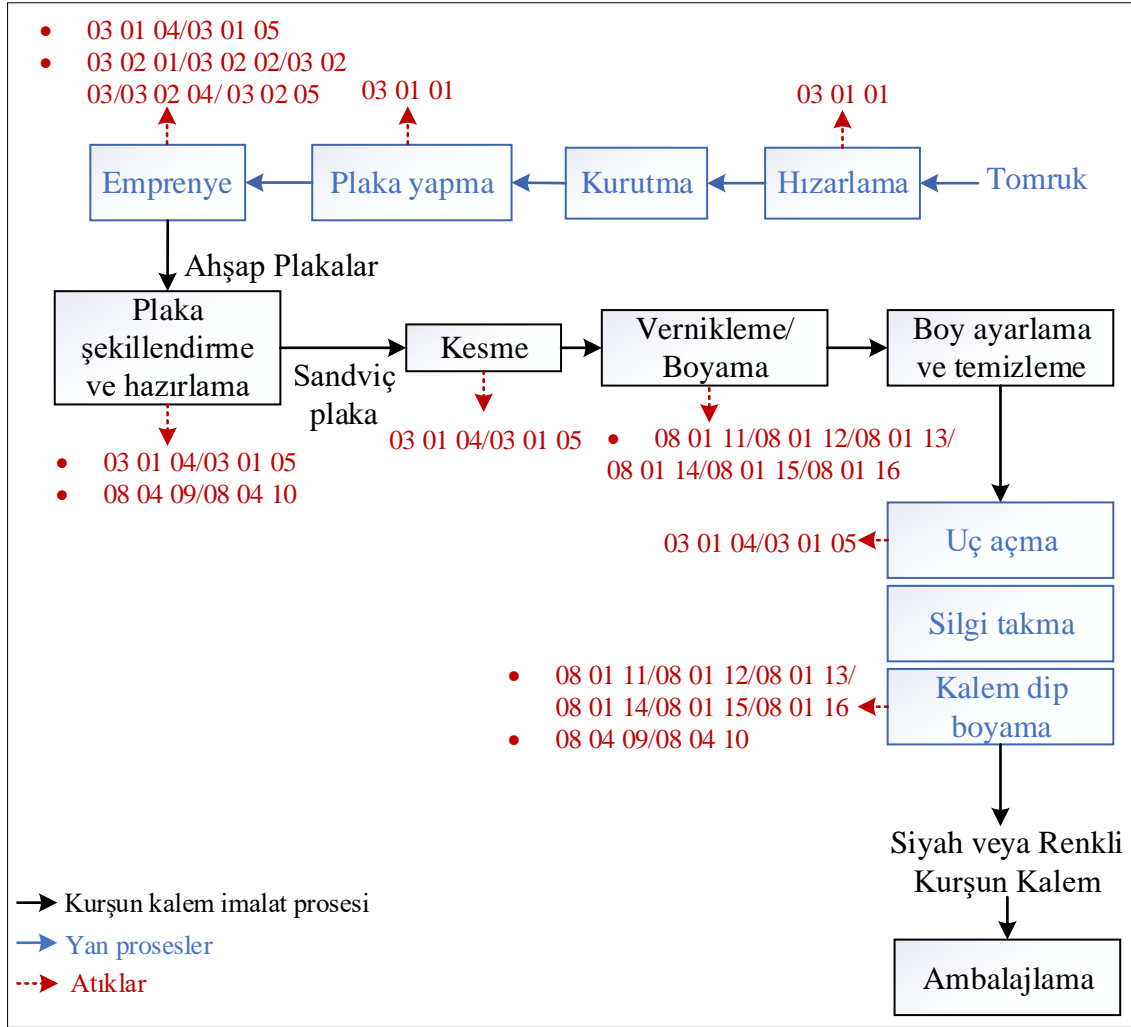 • 03 01 04/03 01 05
• 03 02 01/03 02 02/03 02
03/03 02 04/ 03 02 05
03 01 01
03 01 01
Emprenye
Plaka yapma
Kurutma
Hızarlama
Tomruk
Ahşap Plakalar
Plaka
şekillendirme
ve hazırlama
Sandviç
plaka
Kesme
Vernikleme/
Boyama
Boy ayarlama
ve temizleme
• 03 01 04/03 01 05
• 08 04 09/08 04 10
03 01 04/03 01 05
• 08 01 11/08 01 12/08 01 13/
08 01 14/08 01 15/08 01 16
03 01 04/03 01 05
Uç açma
Silgi takma
• 08 01 11/08 01 12/08 01 13/
08 01 14/08 01 15/08 01 16
• 08 04 09/08 04 10
Kalem dip
boyama
Siyah veya Renkli
Kurşun Kalem
Ambalajlama
Kurşun kalem imalat prosesi
Yan prosesler
Atıklar